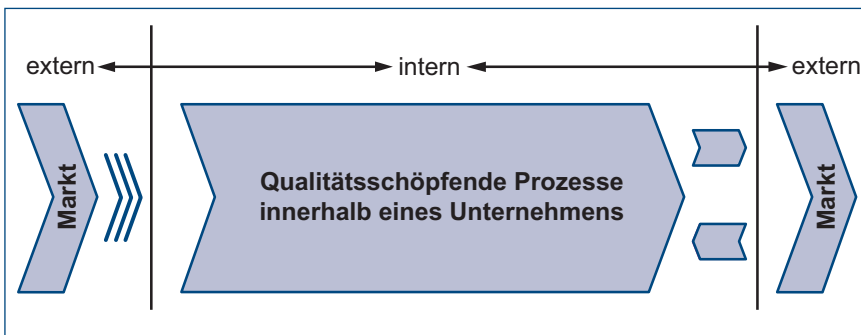 extern
intern
extern
Markt
Qualitätsschöpfende Prozesse
innerhalb eines Unternehmens
Markt